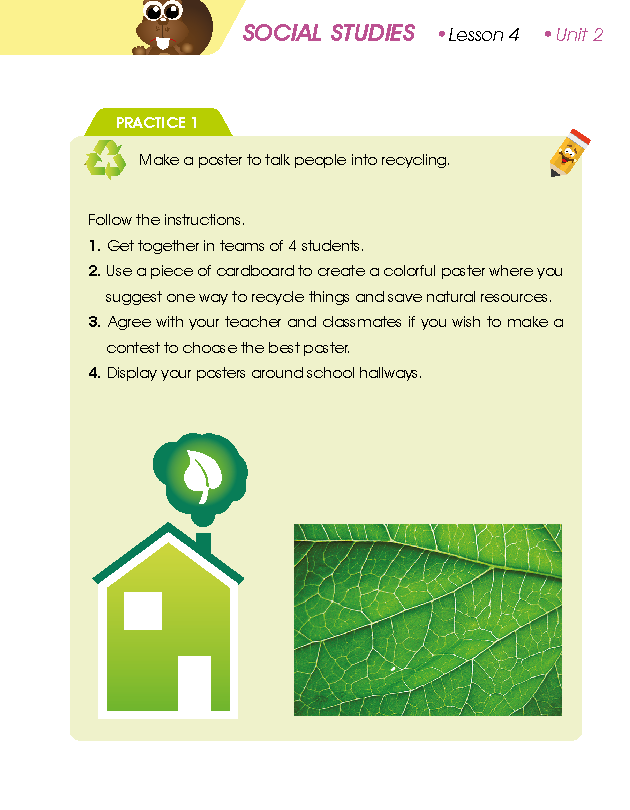 SOCIAL STUDIES • Lesson 4 • Unit 2
PRACTICE 1
Make a poster to talk people into recycling.
Follow the instructions.
1. Get together in teams of 4 students.
2. Use a piece of cardboard to create a colorful poster where you
suggest one way to recycle things and save natural resources.
3. Agree with your teacher and classmates if you wish to make a
contest to choose the best poster.
4. Display your posters around school hallways.